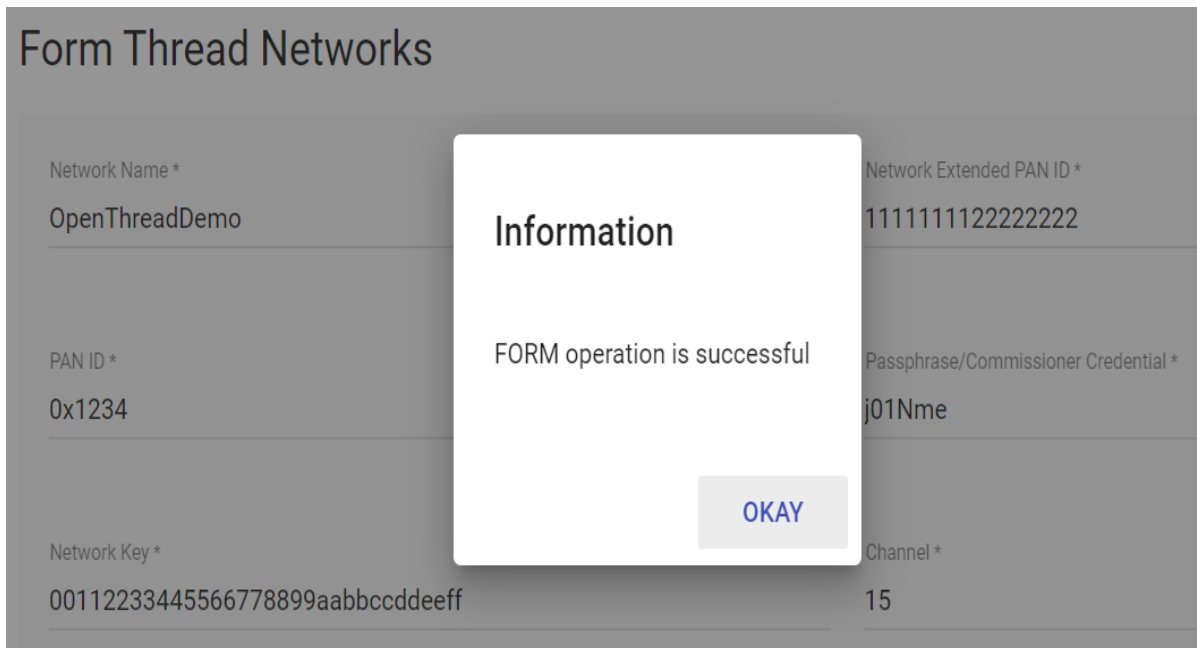 Form Thread Networks
Network Name *
OpenThreadDemo
Network Extended PAN ID *
1111111122222222
Information
FORM operation is successful
PAN ID *
0x1234
Passphrase/Commissioner Credential *
j01Nme
OKAY
Network Key *
00112233445566778899aabbccddeeff
Channel *
15